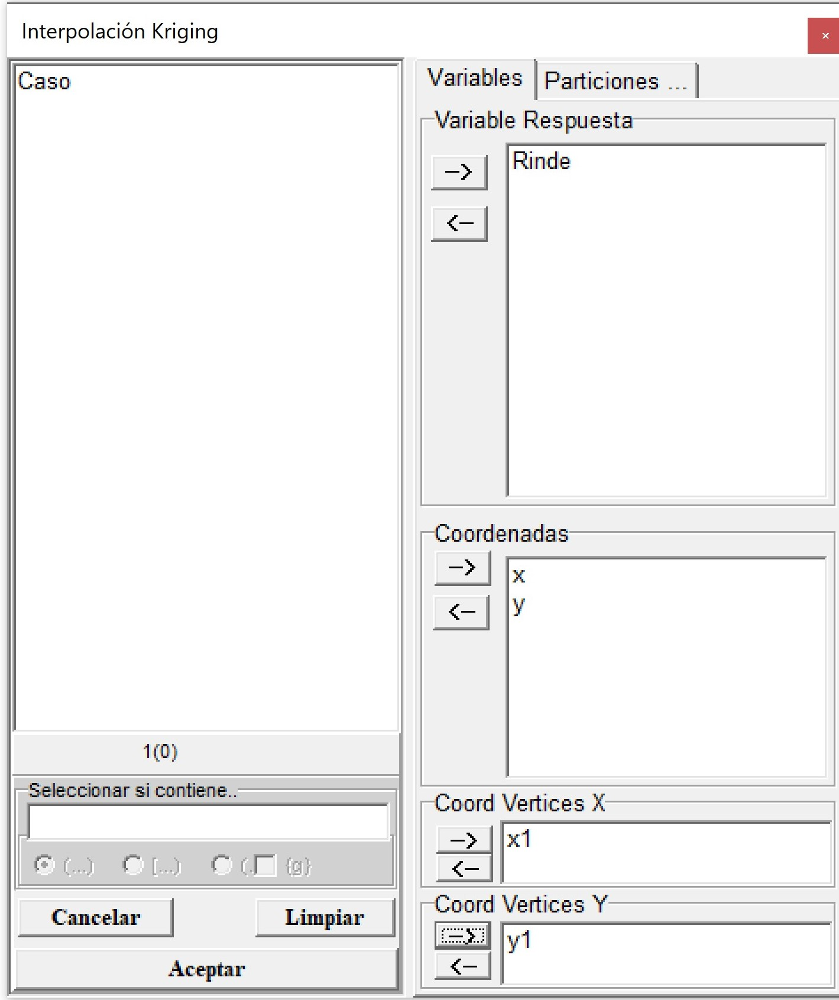 Interpolación Kriging
×
Caso
1(0)
Seleccionar si contiene..
(...) [...) (. {g}
Cancelar Limpiar
Aceptar
Variables Particiones ...
Variable Respuesta
-->
<--
Rinde
Coordenadas
-->
<--
x
y
Coord Vertices X
-->
<--
x1
Coord Vertices Y
-->
<--
y1